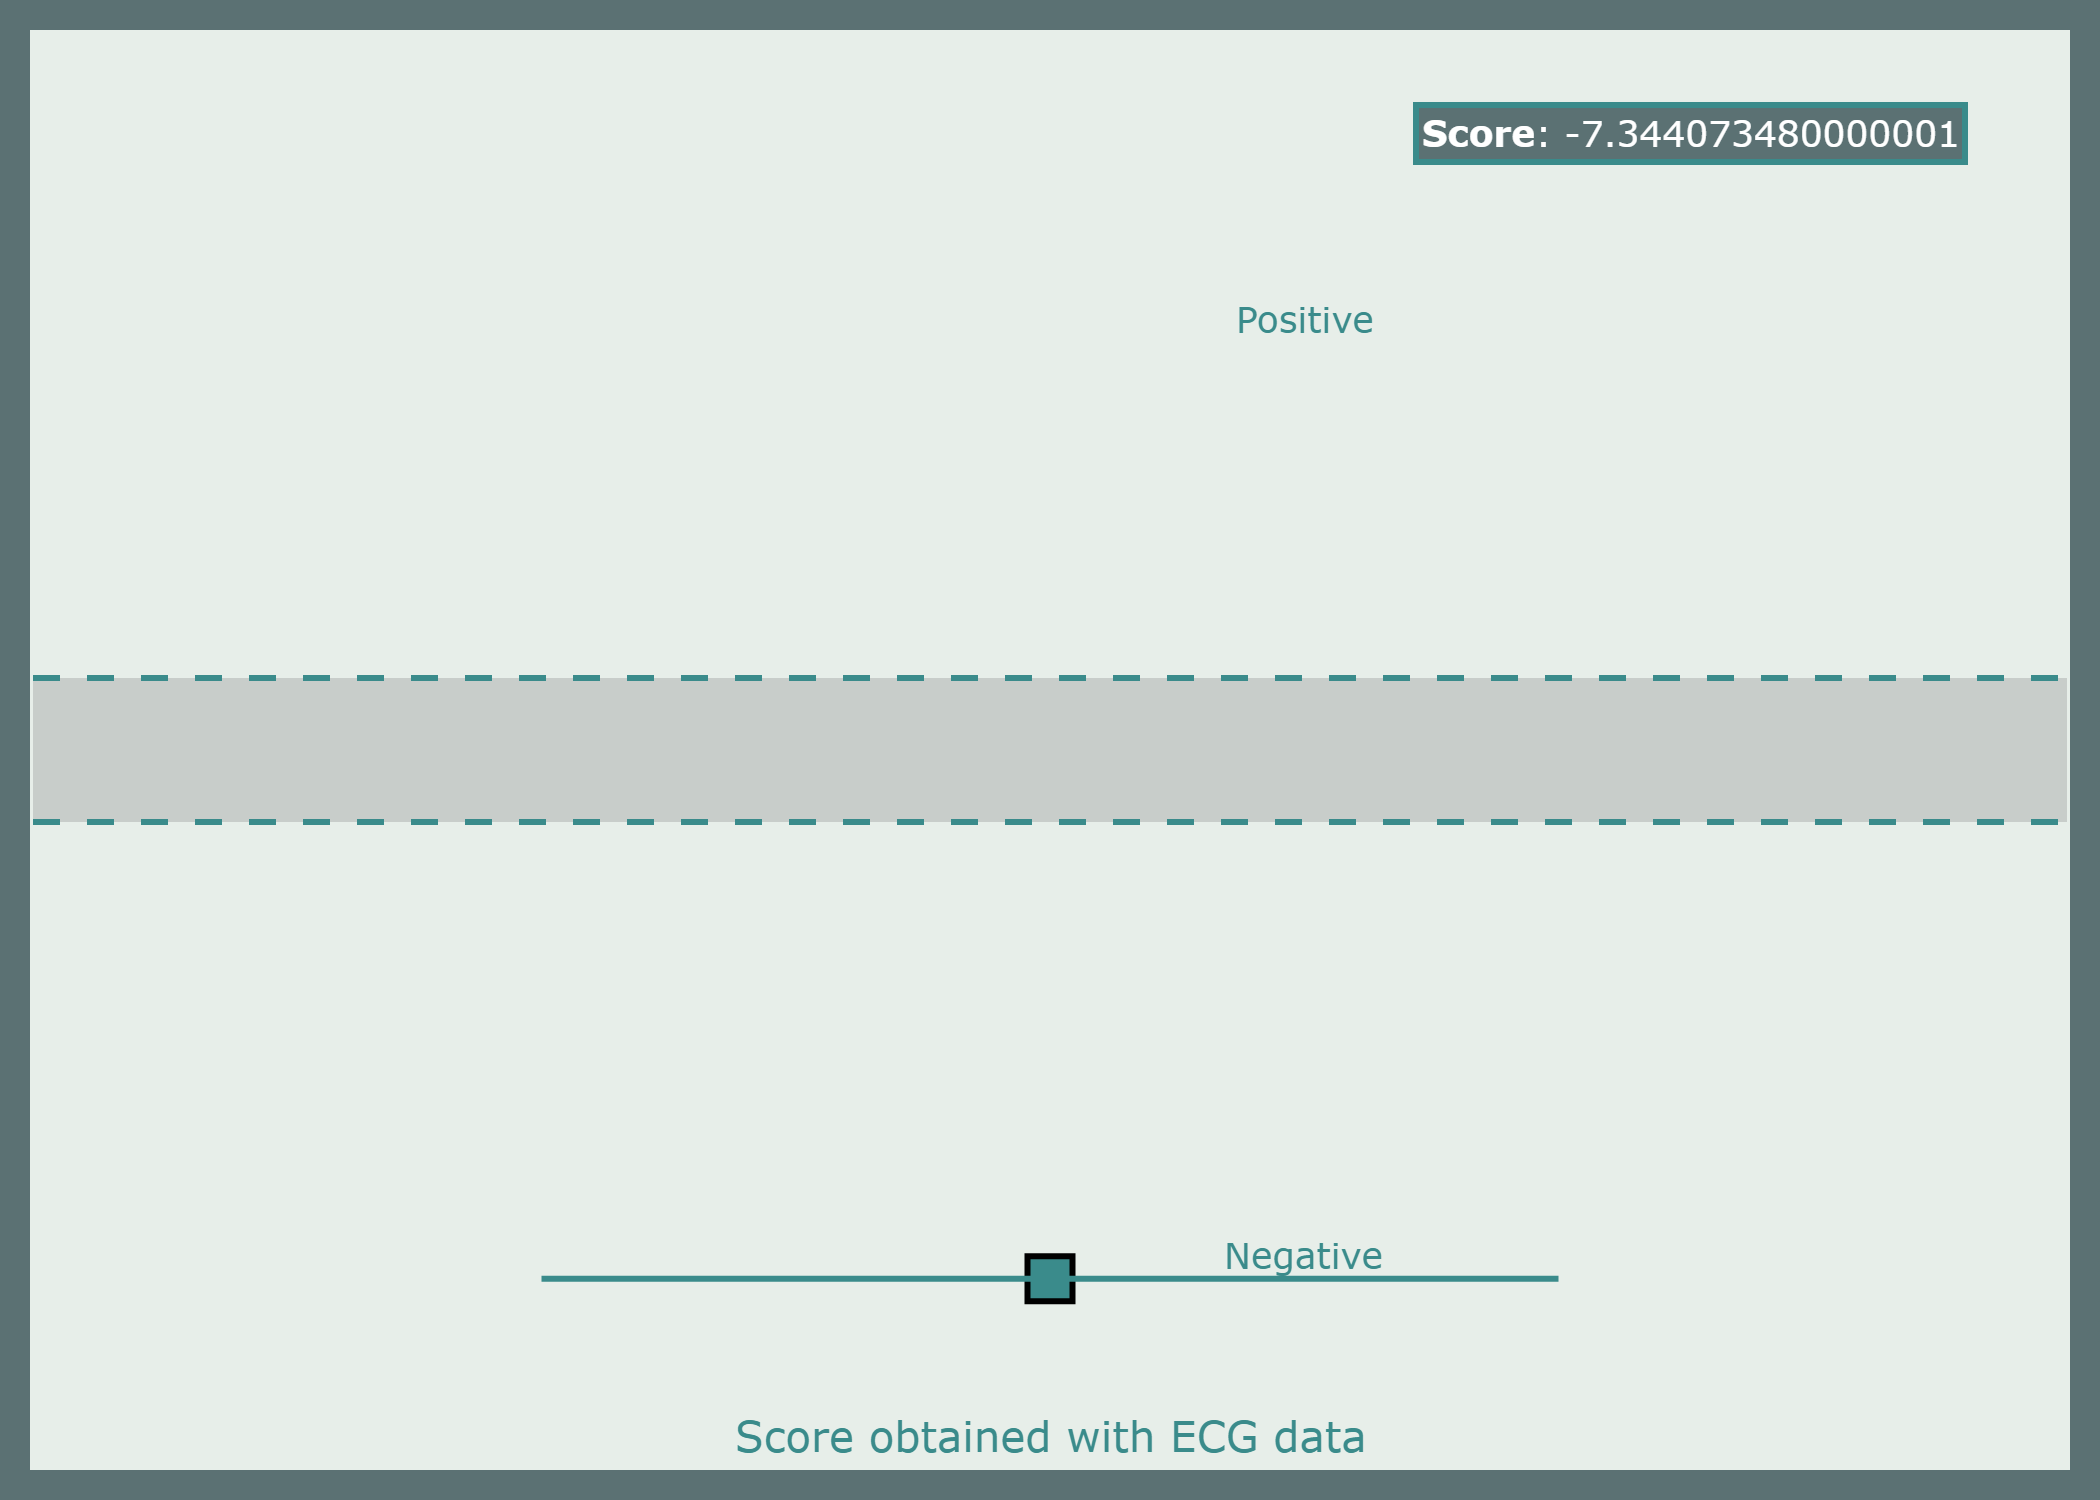 Score: -7.344073480000001
Positive
Negative
Score obtained with ECG data